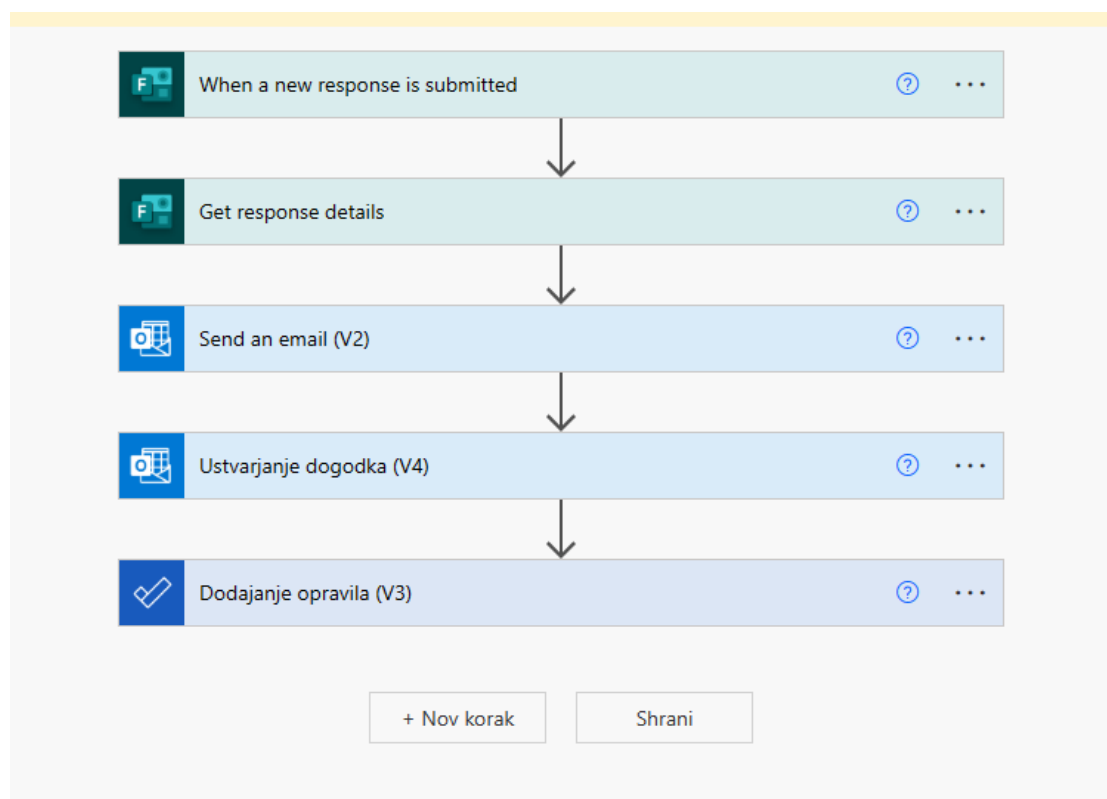 When a new response is submitted
Get response details
Send an email (V2)
Ustvarjanje dogodka (V4)
Dodajanje opravila (V3)
+ Nov korak
Shrani